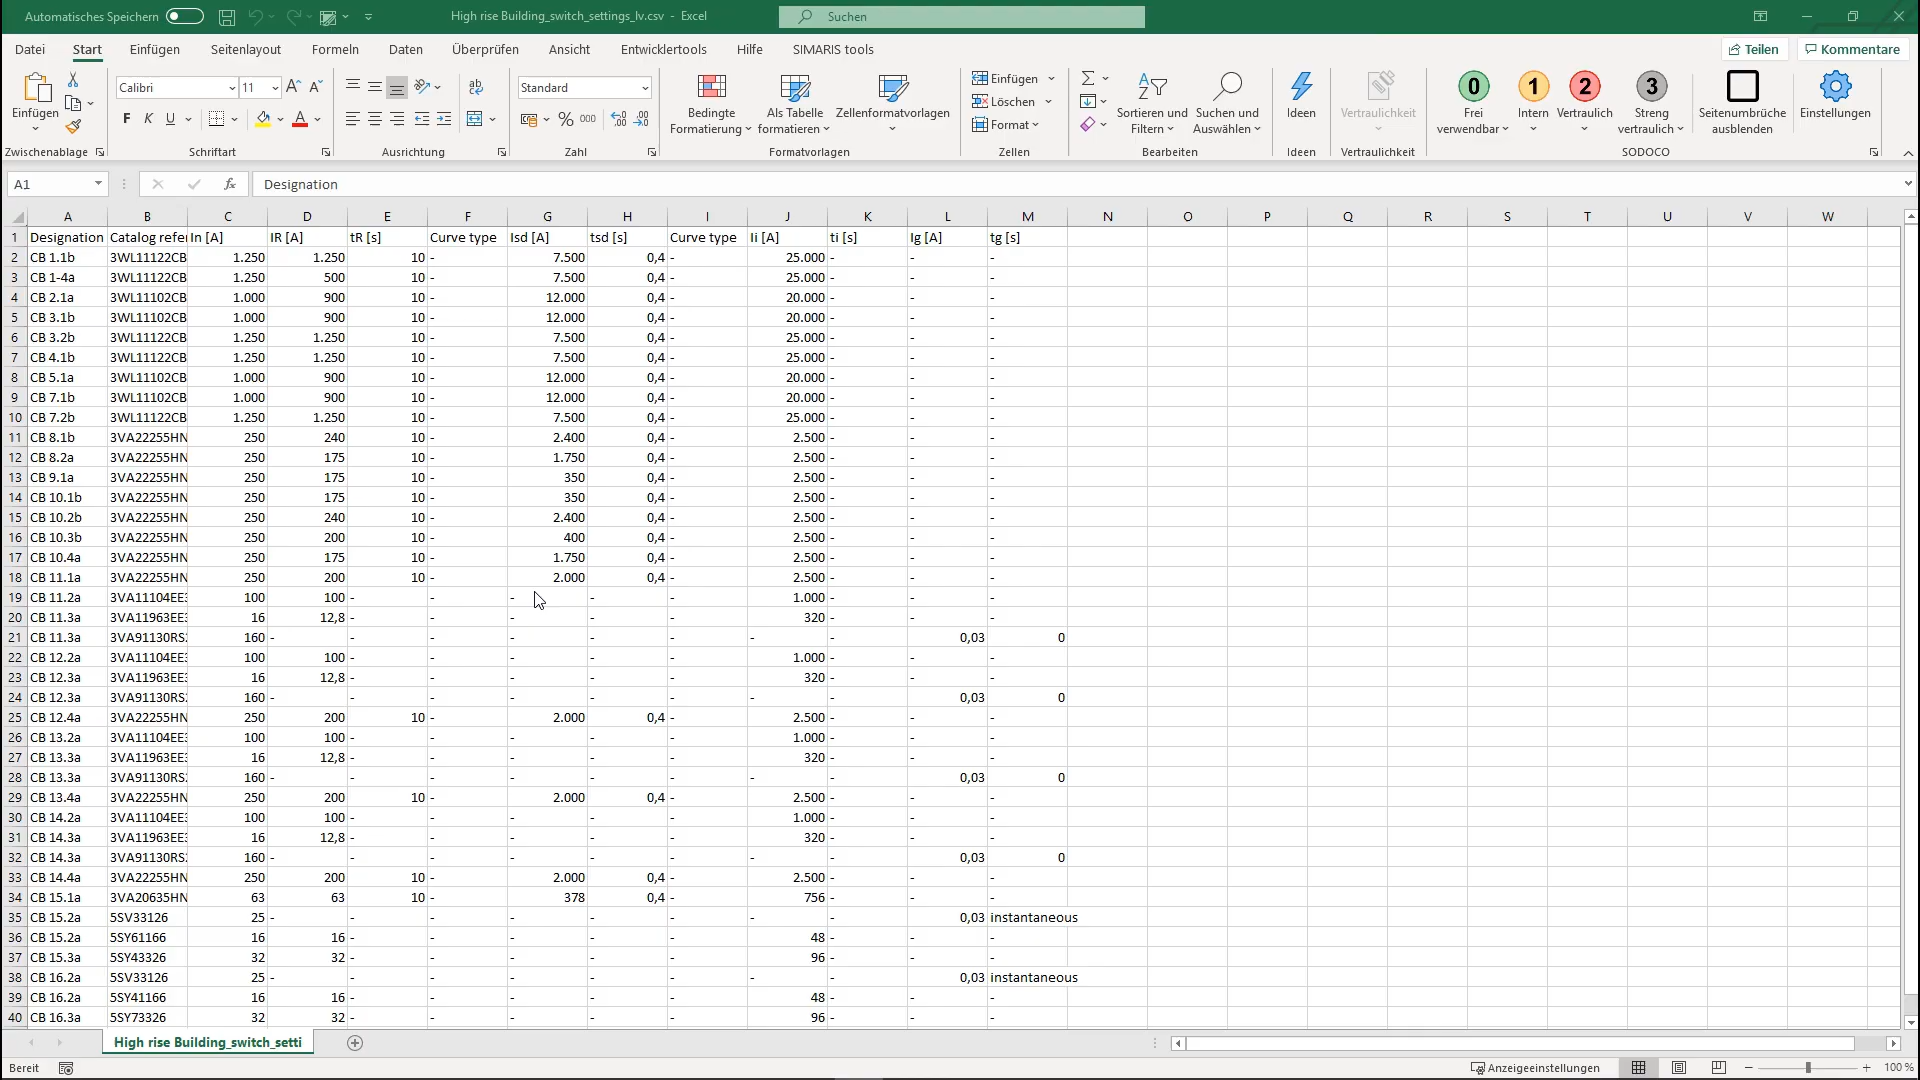 Automatisches Speichern
High rise Building_switch_settings_lv.csv - Excel
Suchen
Datei Start Einfügen Seitenlayout Formeln Daten Überprüfen Ansicht Entwicklertools Hilfe SIMARIS tools Teilen Kommentare
Einfügen
Zwischenablage
Calibri 11
F K U
Schriftart
Ausrichtung
Standard
% 000
Zahl
Bedingte Formatierung
Als Tabelle formatieren
Zellenformatvorlagen
Formatvorlagen
Einfügen
Löschen
Format
Zellen
Sortieren und Filtern
Suchen und Auswählen
Bearbeiten
Ideen
Ideen
Vertraulichkeit
Vertraulichkeit
0 Frei verwendbar
1 Intern
2 Vertraulich
3 Streng vertraulich
Seitenumbrüche ausblenden
Einstellungen
SODOCO
A1 fx Designation
A B C D E F G H I J K L M N O P Q R S T U V W
1 Designation Catalog refer In [A] IR [A] tR [s] Curve type Isd [A] tsd [s] Curve type Ii [A] ti [s] Ig [A] tg [s]
2 CB 1.1b 3WL11122CB 1.250 1.250 10 - 7.500 0,4 - 25.000 - - -
3 CB 1-4a 3WL11122CB 1.250 500 10 - 7.500 0,4 - 25.000 - - -
4 CB 2.1a 3WL11102CB 1.000 900 10 - 12.000 0,4 - 20.000 - - -
5 CB 3.1b 3WL11102CB 1.000 900 10 - 12.000 0,4 - 20.000 - - -
6 CB 3.2b 3WL11122CB 1.250 1.250 10 - 7.500 0,4 - 25.000 - - -
7 CB 4.1b 3WL11122CB 1.250 1.250 10 - 7.500 0,4 - 25.000 - - -
8 CB 5.1a 3WL11102CB 1.000 900 10 - 12.000 0,4 - 20.000 - - -
9 CB 7.1b 3WL11102CB 1.000 900 10 - 12.000 0,4 - 20.000 - - -
10 CB 7.2b 3WL11122CB 1.250 1.250 10 - 7.500 0,4 - 25.000 - - -
11 CB 8.1b 3VA22255HN 250 240 10 - 2.400 0,4 - 2.500 - - -
12 CB 8.2a 3VA22255HN 250 175 10 - 1.750 0,4 - 2.500 - - -
13 CB 9.1a 3VA22255HN 250 175 10 - 350 0,4 - 2.500 - - -
14 CB 10.1b 3VA22255HN 250 175 10 - 350 0,4 - 2.500 - - -
15 CB 10.2b 3VA22255HN 250 240 10 - 2.400 0,4 - 2.500 - - -
16 CB 10.3b 3VA22255HN 250 200 10 - 400 0,4 - 2.500 - - -
17 CB 10.4a 3VA22255HN 250 175 10 - 1.750 0,4 - 2.500 - - -
18 CB 11.1a 3VA22255HN 250 200 10 - 2.000 0,4 - 2.500 - - -
19 CB 11.2a 3VA11104EE3 100 100 - - - - - 1.000 - - -
20 CB 11.3a 3VA11963EE3 16 12,8 - - - - - 320 - - -
21 CB 11.3a 3VA91130RS 160 - - - - - - - - 0,03 0
22 CB 12.2a 3VA11104EE3 100 100 - - - - - 1.000 - - -
23 CB 12.3a 3VA11963EE3 16 12,8 - - - - - 320 - - -
24 CB 12.3a 3VA91130RS 160 - - - - - - - - 0,03 0
25 CB 12.4a 3VA22255HN 250 200 10 - 2.000 0,4 - 2.500 - - -
26 CB 13.2a 3VA11104EE3 100 100 - - - - - 1.000 - - -
27 CB 13.3a 3VA11963EE3 16 12,8 - - - - - 320 - - -
28 CB 13.3a 3VA91130RS 160 - - - - - - - - 0,03 0
29 CB 13.4a 3VA22255HN 250 200 10 - 2.000 0,4 - 2.500 - - -
30 CB 14.2a 3VA11104EE3 100 100 - - - - - 1.000 - - -
31 CB 14.3a 3VA11963EE3 16 12,8 - - - - - 320 - - -
32 CB 14.3a 3VA91130RS 160 - - - - - - - - 0,03 0
33 CB 14.4a 3VA22255HN 250 200 10 - 2.000 0,4 - 2.500 - - -
34 CB 15.1a 3VA20635HN 63 63 10 - 378 0,4 - 756 - - -
35 CB 15.2a 5SV33126 25 - - - - - - - - 0,03 instantaneous
36 CB 15.2a 5SY61166 16 16 - - - - - 48 - - -
37 CB 15.3a 5SY43326 32 32 - - - - - 96 - - -
38 CB 16.2a 5SV33126 25 - - - - - - - - 0,03 instantaneous
39 CB 16.2a 5SY41166 16 16 - - - - - 48 - - -
40 CB 16.3a 5SY73326 32 32 - - - - - 96 - - -
High rise Building_switch_setti
Bereit Anzeigeeinstellungen 100 %